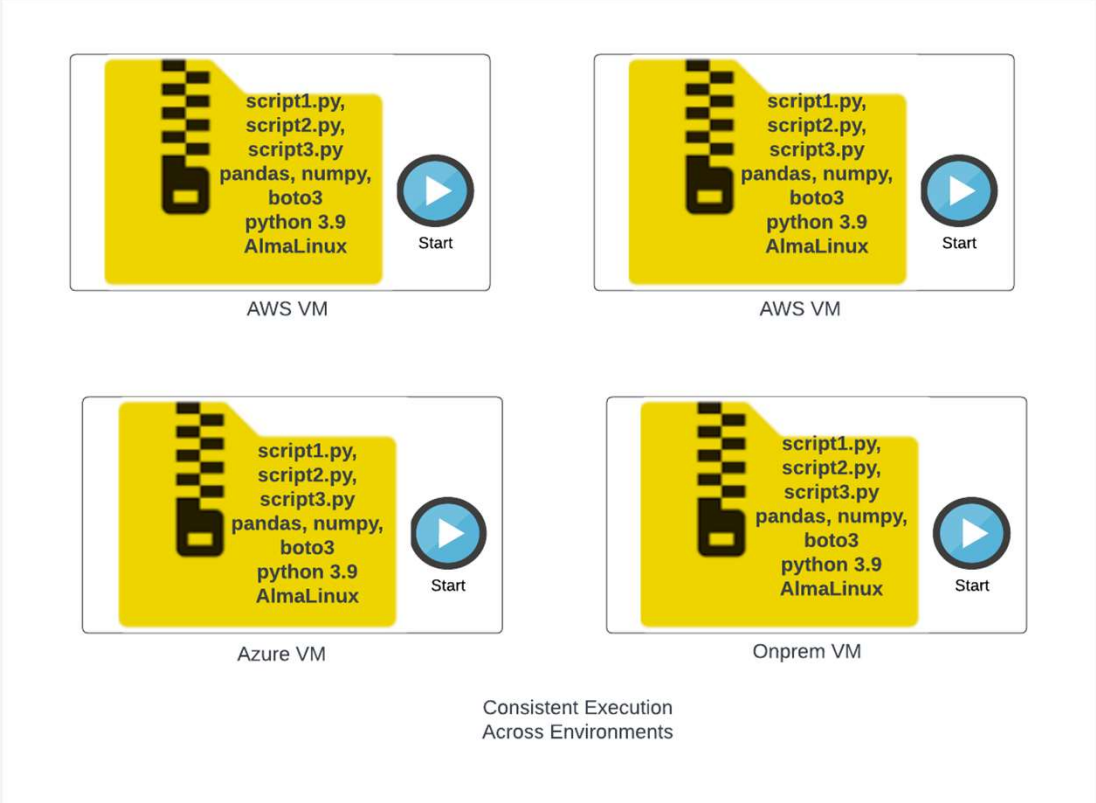 script1.py,
script2.py,
script3.py
pandas, numpy,
boto3
python 3.9
AlmaLinux
Start
AWS VM
script1.py,
script2.py,
script3.py
pandas, numpy,
boto3
python 3.9
AlmaLinux
Start
AWS VM
script1.py,
script2.py,
script3.py
pandas, numpy,
boto3
python 3.9
AlmaLinux
Start
Azure VM
script1.py,
script2.py,
script3.py
pandas, numpy,
boto3
python 3.9
AlmaLinux
Start
Onprem VM
Consistent Execution
Across Environments